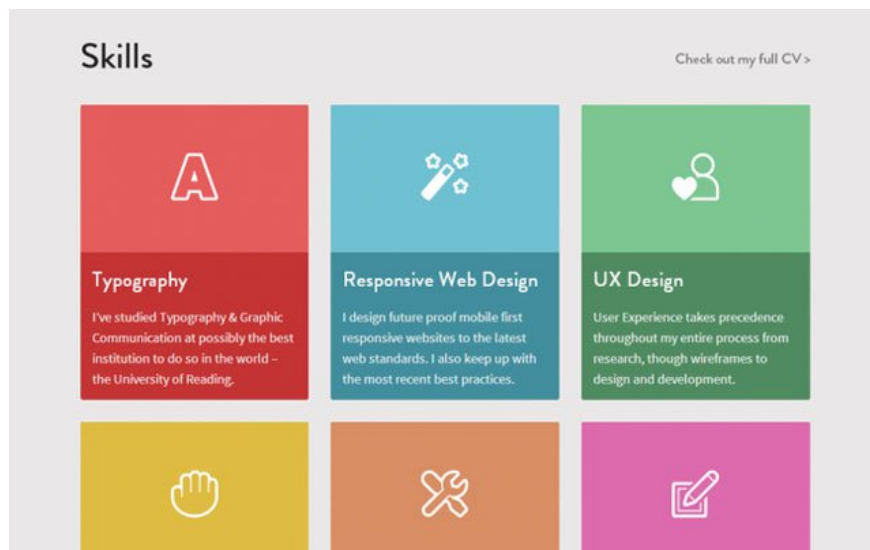 Skills
Check out my full CV >
Typography
I've studied Typography & Graphic
Communication at possibly the best
institution to do so in the world –
the University of Reading.
Responsive Web Design
I design future proof mobile first
responsive websites to the latest
web standards. I also keep up with
the most recent best practices.
UX Design
User Experience takes precedence
throughout my entire process from
research, though wireframes to
design and development.